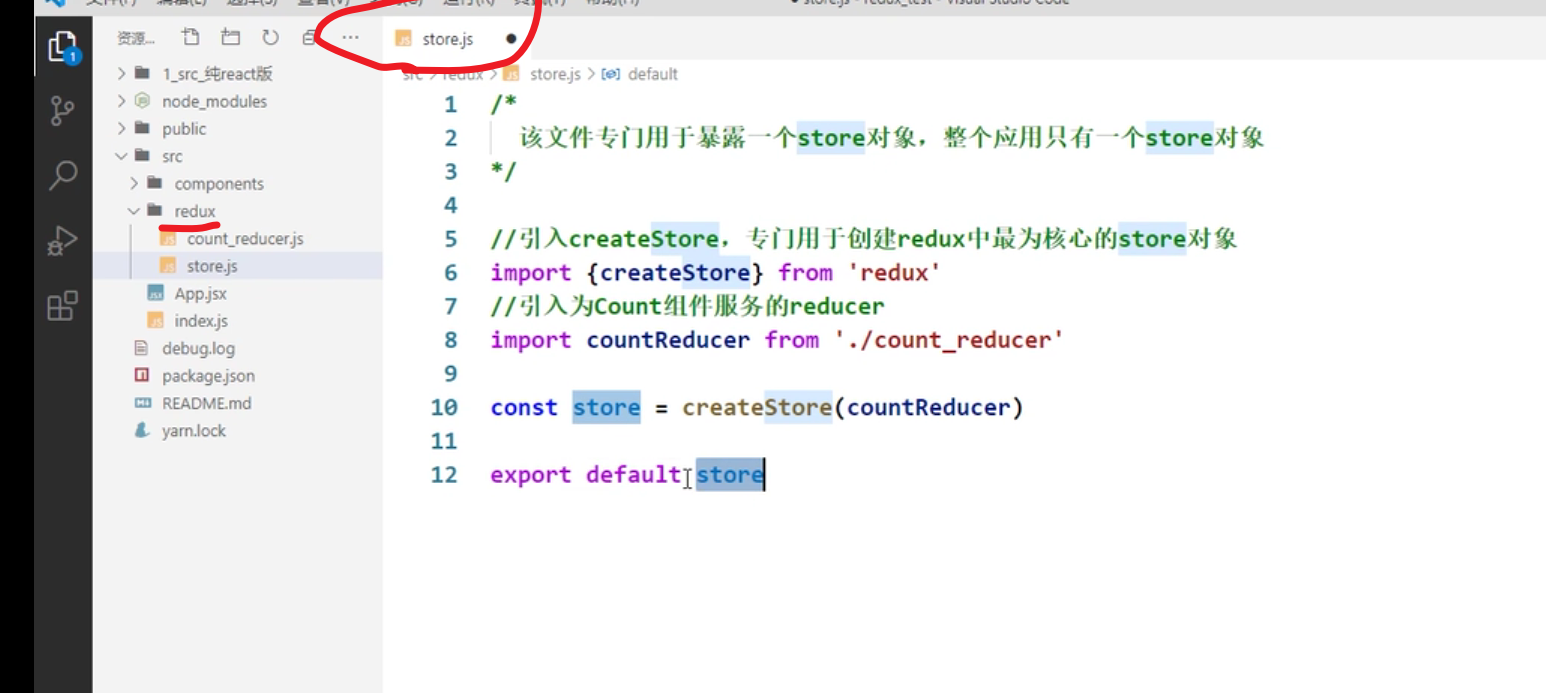 store.js - redux_test - Visual Studio Code
资源...
store.js
1_src_纯react版
node_modules
public
src
components
redux
count_reducer.js
store.js
App.jsx
index.js
debug.log
package.json
README.md
yarn.lock
1
src > redux > store.js > default
1 /*
2 该文件专门用于暴露一个store对象，整个应用只有一个store对象
3 */
4
5 //引入createStore，专门用于创建redux中最为核心的store对象
6 import {createStore} from 'redux'
7 //引入为Count组件服务的reducer
8 import countReducer from './count_reducer'
9
10 const store = createStore(countReducer)
11
12 export default store